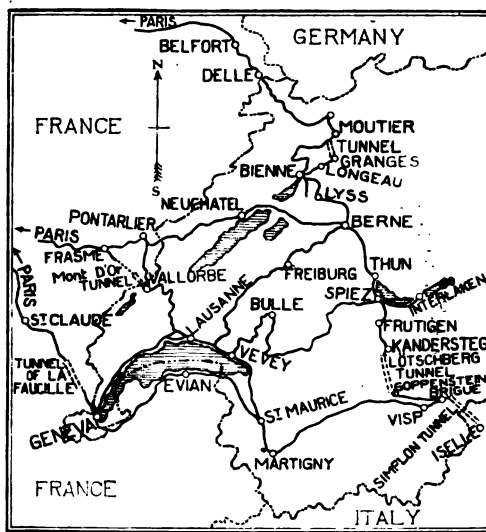 PARIS
GERMANY
BELFORT
DELLE
N
FRANCE
S
MOUTIER
TUNNEL
GRANGES
BIENNE
LONGEAU
LYSS
NEUCHATEL
PONTARLIER
BERNE
PARIS
FRASME
MONT D'OR
TUNNEL
VALLORBE
THUN
FREIBURG
PARIS
LAUSANNE
BULLE
SPIEZ
INTERLAKEN
ST CLAUDE
FRUTIGEN
VEVEY
KANDERSTEG
LÖTSCHBERG
TUNNEL
TUNNEL
OF LA
FAUCILLE
EVIAN
GOPPENSTEIN
BRIGUE
GENEVA
ST MAURICE
VISP
SIMPLON TUNNEL
ISELLE
MARTIGNY
FRANCE
ITALY